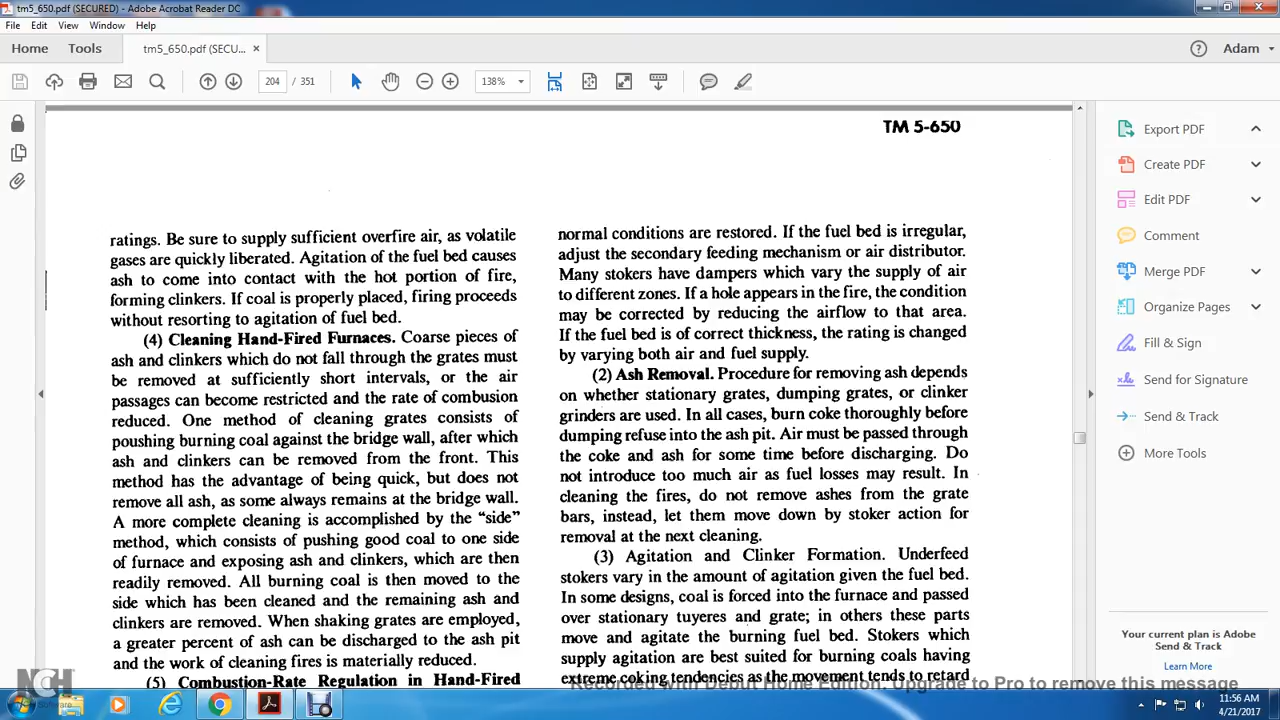 tm5_650.pdf (SECURED) - Adobe Acrobat Reader DC
File Edit View Window Help
Home Tools tm5_650.pdf (SECU... × Adam
204 / 351 138%
TM 5-650
ratings. Be sure to supply sufficient overfire air, as volatile
gases are quickly liberated. Agitation of the fuel bed causes
ash to come into contact with the hot portion of fire,
forming clinkers. If coal is properly placed, firing proceeds
without resorting to agitation of fuel bed.
(4) Cleaning Hand-Fired Furnaces. Coarse pieces of
ash and clinkers which do not fall through the grates must
be removed at sufficiently short intervals, or the air
passages can become restricted and the rate of combustion
reduced. One method of cleaning grates consists of
poushing burning coal against the bridge wall, after which
ash and clinkers can be removed from the front. This
method has the advantage of being quick, but does not
remove all ash, as some always remains at the bridge wall.
A more complete cleaning is accomplished by the “side”
method, which consists of pushing good coal to one side
of furnace and exposing ash and clinkers, which are then
readily removed. All burning coal is then moved to the
side which has been cleaned and the remaining ash and
clinkers are removed. When shaking grates are employed,
a greater percent of ash can be discharged to the ash pit
and the work of cleaning fires is materially reduced.
(5) Combustion-Rate Regulation in Hand-Fired
normal conditions are restored. If the fuel bed is irregular,
adjust the secondary feeding mechanism or air distributor.
Many stokers have dampers which vary the supply of air
to different zones. If a hole appears in the fire, the condition
may be corrected by reducing the airflow to that area.
If the fuel bed is of correct thickness, the rating is changed
by varying both air and fuel supply.
(2) Ash Removal. Procedure for removing ash depends
on whether stationary grates, dumping grates, or clinker
grinders are used. In all cases, burn coke thoroughly before
dumping refuse into the ash pit. Air must be passed through
the coke and ash for some time before discharging. Do
not introduce too much air as fuel losses may result. In
cleaning the fires, do not remove ashes from the grate
bars, instead, let them move down by stoker action for
removal at the next cleaning.
(3) Agitation and Clinker Formation. Underfeed
stokers vary in the amount of agitation given the fuel bed.
In some designs, coal is forced into the furnace and passed
over stationary tuyeres and grate; in others these parts
move and agitate the burning fuel bed. Stokers which
supply agitation are best suited for burning coals having
extreme coking tendencies as the movement tends to retard
Export PDF
Create PDF
Edit PDF
Comment
Merge PDF
Organize Pages
Fill & Sign
Send for Signature
Send & Track
More Tools
Your current plan is Adobe
Send & Track
Learn More
NCH Software
Recorded with Debut Home Edition. Upgrade to Pro to remove this message
11:56 AM
4/21/2017